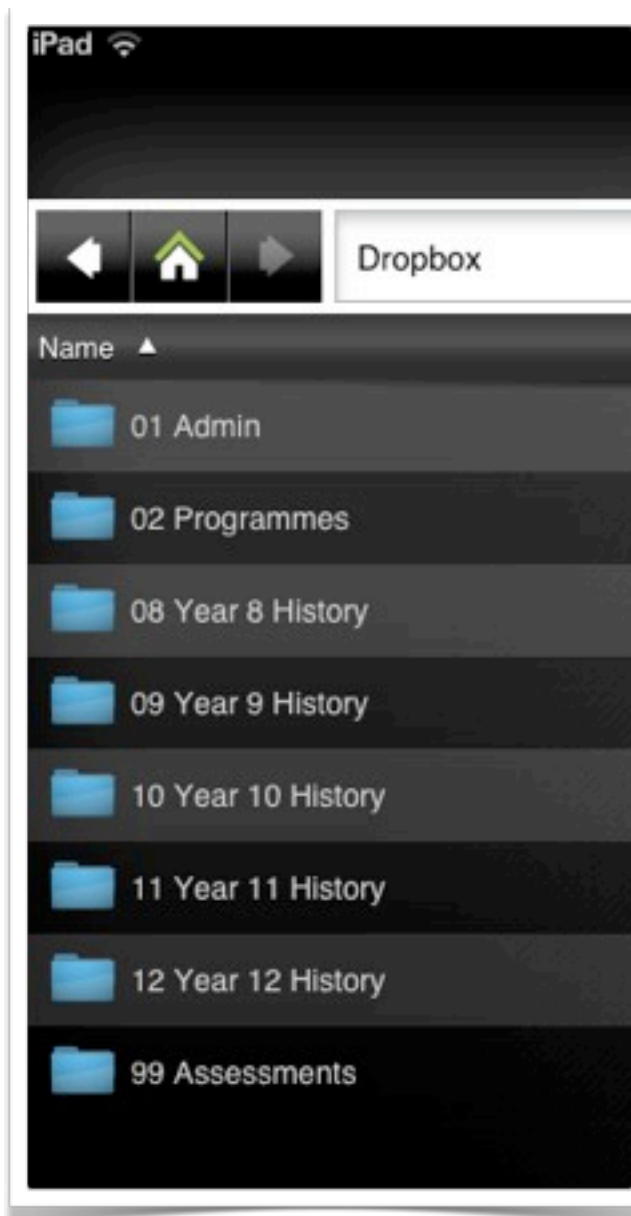 iPad
Dropbox
Name
01 Admin
02 Programmes
08 Year 8 History
09 Year 9 History
10 Year 10 History
11 Year 11 History
12 Year 12 History
99 Assessments